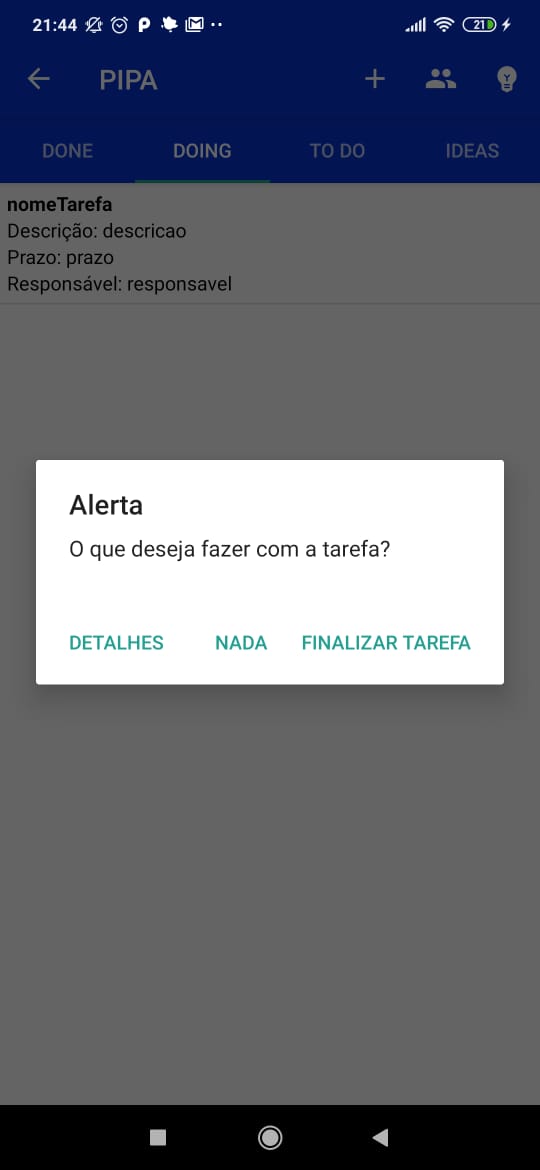 21:44
21
PIPA
DONE DOING TO DO IDEAS
nomeTarefa
Descrição: descricao
Prazo: prazo
Responsável: responsavel
Alerta
O que deseja fazer com a tarefa?
DETALHES NADA FINALIZAR TAREFA